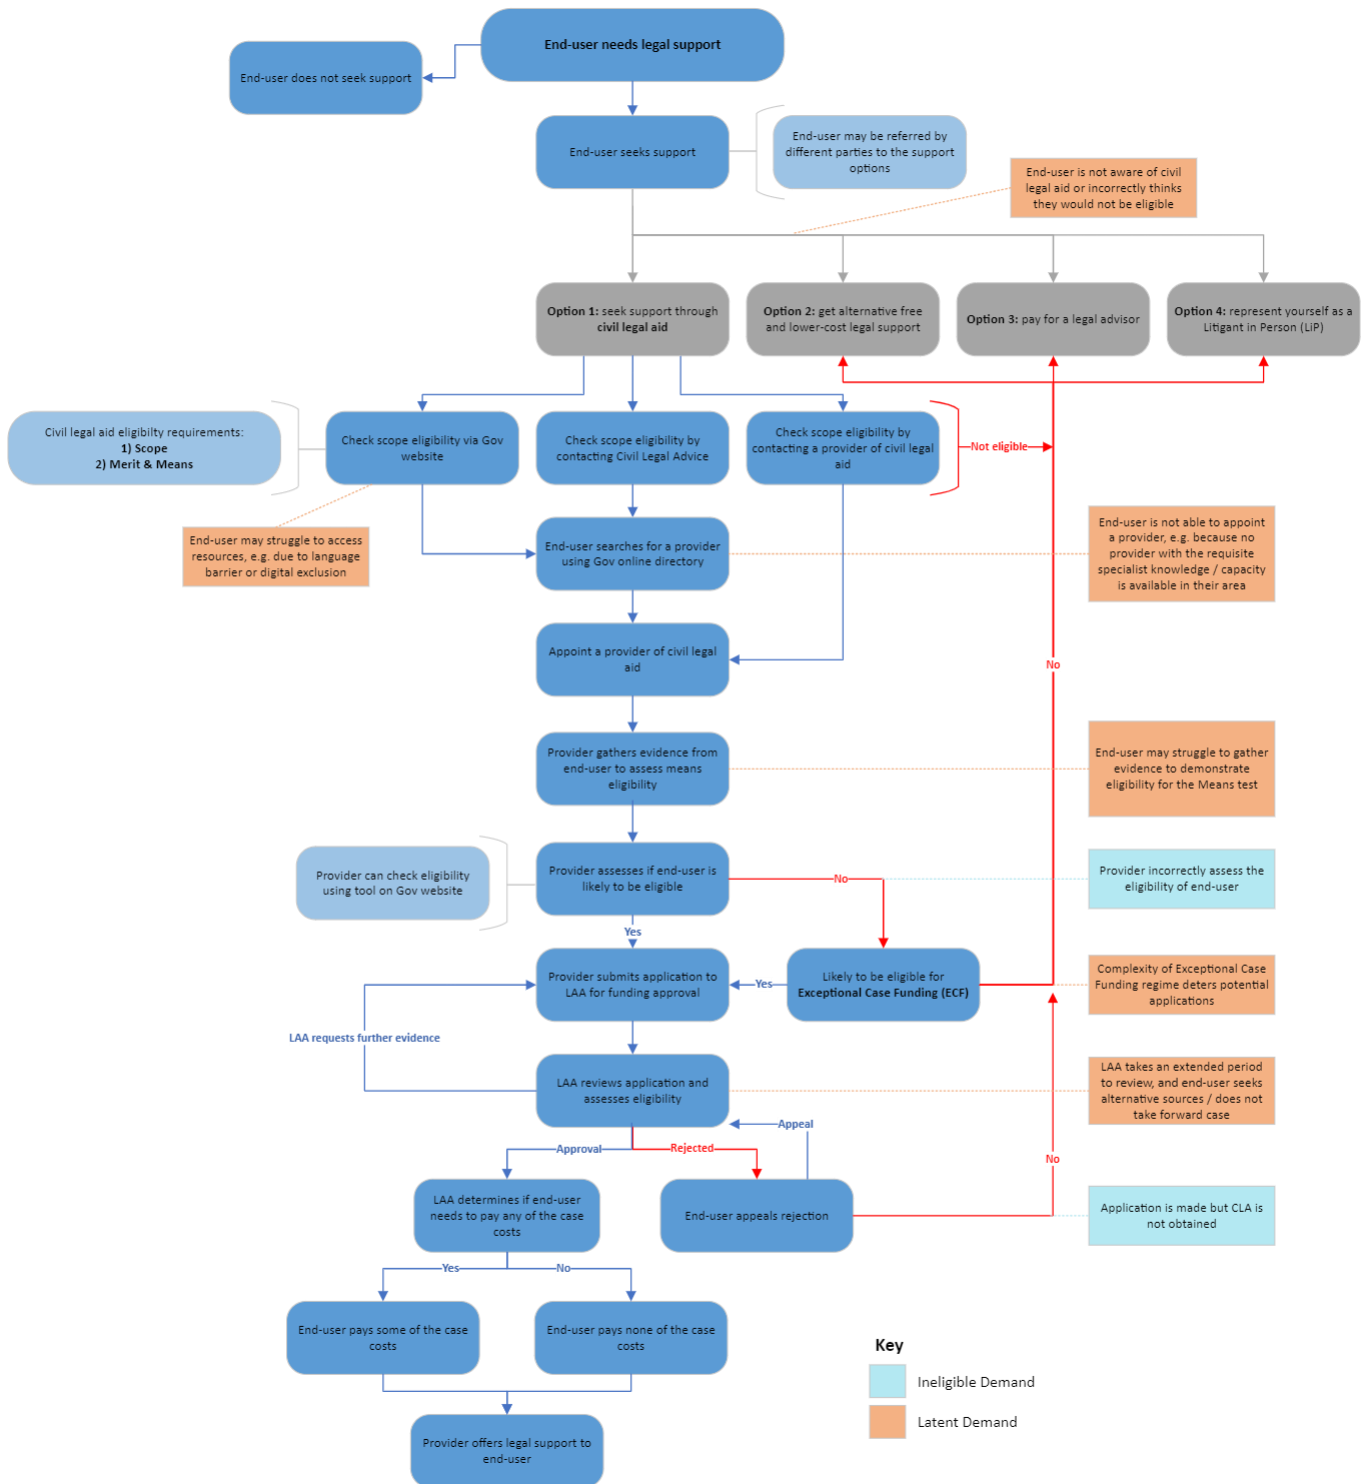 End-user needs legal support
End-user does not seek support
End-user seeks support
End-user may be referred by
different parties to the support
options
End-user is not aware of civil
legal aid or incorrectly thinks
they would not be eligible
Option 1: seek support through
civil legal aid
Option 2: get alternative free
and lower-cost legal support
Option 3: pay for a legal advisor
Option 4: represent yourself as a
Litigant in Person (LiP)
Civil legal aid eligibilty requirements:
1) Scope
2) Merit & Means
Check scope eligibility via Gov
website
Check scope eligibility by
contacting Civil Legal Advice
Check scope eligibility by
contacting a provider of civil legal
aid
Not eligible
End-user may struggle to access
resources, e.g. due to language
barrier or digital exclusion
End-user searches for a provider
using Gov online directory
End-user is not able to appoint
a provider, e.g. because no
provider with the requisite
specialist knowledge / capacity
is available in their area
Appoint a provider of civil legal
aid
No
Provider gathers evidence from
end-user to assess means
eligibility
End-user may struggle to gather
evidence to demonstrate
eligibility for the Means test
Provider can check eligibility
using tool on Gov website
Provider assesses if end-user is
likely to be eligible
No
Provider incorrectly assess the
eligibility of end-user
Yes
Provider submits application to
LAA for funding approval
Yes
Likely to be eligible for
Exceptional Case Funding (ECF)
Complexity of Exceptional Case
Funding regime deters potential
applications
LAA requests further evidence
LAA reviews application and
assesses eligibility
LAA takes an extended period
to review, and end-user seeks
alternative sources / does not
take forward case
Appeal
Approval
Rejected
No
LAA determines if end-user
needs to pay any of the case
costs
End-user appeals rejection
Application is made but CLA is
not obtained
Yes
No
End-user pays some of the case
costs
End-user pays none of the case
costs
Key
Ineligible Demand
Latent Demand
Provider offers legal support to
end-user